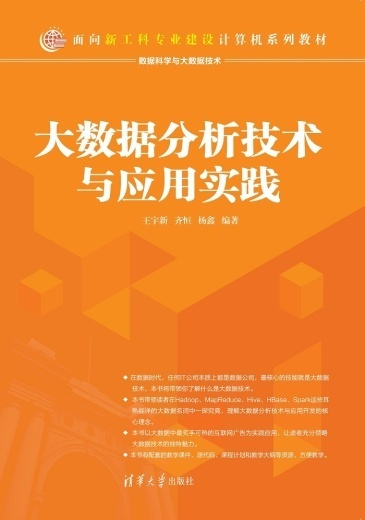 面向新工科专业建设计算机系列教材
数据科学与大数据技术
大数据分析技术
与应用实践
王宇新 齐恒 杨鑫 编著
◆ 在数据时代，任何IT公司本质上都是数据公司，最核心的技能就是大数据
技术，本书将带领你了解什么是大数据技术。
◆ 本书带领读者在Hadoop、MapReduce、Hive、HBase、Spark这些耳
熟能详的大数据名词中一探究竟，理解大数据分析技术与应用开发的核
心理念。
◆ 本书以大数据中最炙手可热的互联网广告为实践应用，让读者充分领略
大数据技术的独特魅力。
◆ 本书有配套的教学课件、源代码、课程计划和教学大纲等资源，方便教学。
清华大学出版社